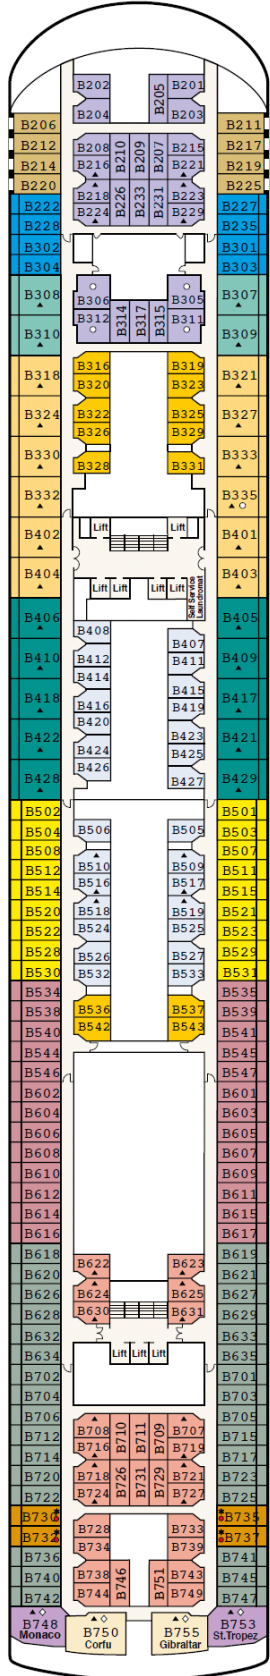 B202 B205 B201
B204 B203
B206 B211
B212 B208 B210 B209 B207 B215 B217
B214 B216 B221 B219
B220 B225
B222 B218 B226 B233 B231 B223 B227
B228 B224 B229 B235
B302 B301
B304 B303
B308 B306 B305 B307
B310 B312 B314 B317 B315 B311 B309
B318 B316 B319 B321
B320 B323
B324 B322 B325 B327
B326 B329
B330 B328 B331 B333
B332 B335
B402 Lift Lift B401
B404 B403
Lift Lift Lift Lift Self Service Laundromat
B406 B405
B408 B407
B410 B412 B411 B409
B414
B418 B416 B415 B417
B420 B419
B422 B424 B423 B421
B426 B425
B428 B427 B429
B502 B501
B504 B506 B505 B503
B508 B507
B512 B510 B509 B511
B514 B516 B517 B515
B520 B518 B519 B521
B522 B524 B525 B523
B528 B526 B527 B529
B530 B532 B533 B531
B534 B536 B537 B535
B538 B542 B543 B539
B540 B541
B544 B545
B546 B547
B602 B601
B604 B603
B606 B605
B608 B607
B610 B609
B612 B611
B614 B615
B616 B617
B618 B622 B623 B619
B620 B621
B626 B624 B625 B627
B628 B630 B631 B629
B632 B633
B634 Lift Lift Lift B635
B702 B701
B704 B703
B706 B705
B712 B708 B710 B711 B709 B707 B715
B714 B716 B719 B717
B720 B718 B726 B731 B729 B721 B723
B722 B724 B727 B725
B730 B728 B733 B735
B732 B734 B739 B737
B736 B741
B740 B738 B746 B751 B743 B745
B742 B744 B749 B747
B748 B750 B755 B753
Monaco Corfu Gibraltar St.Tropez